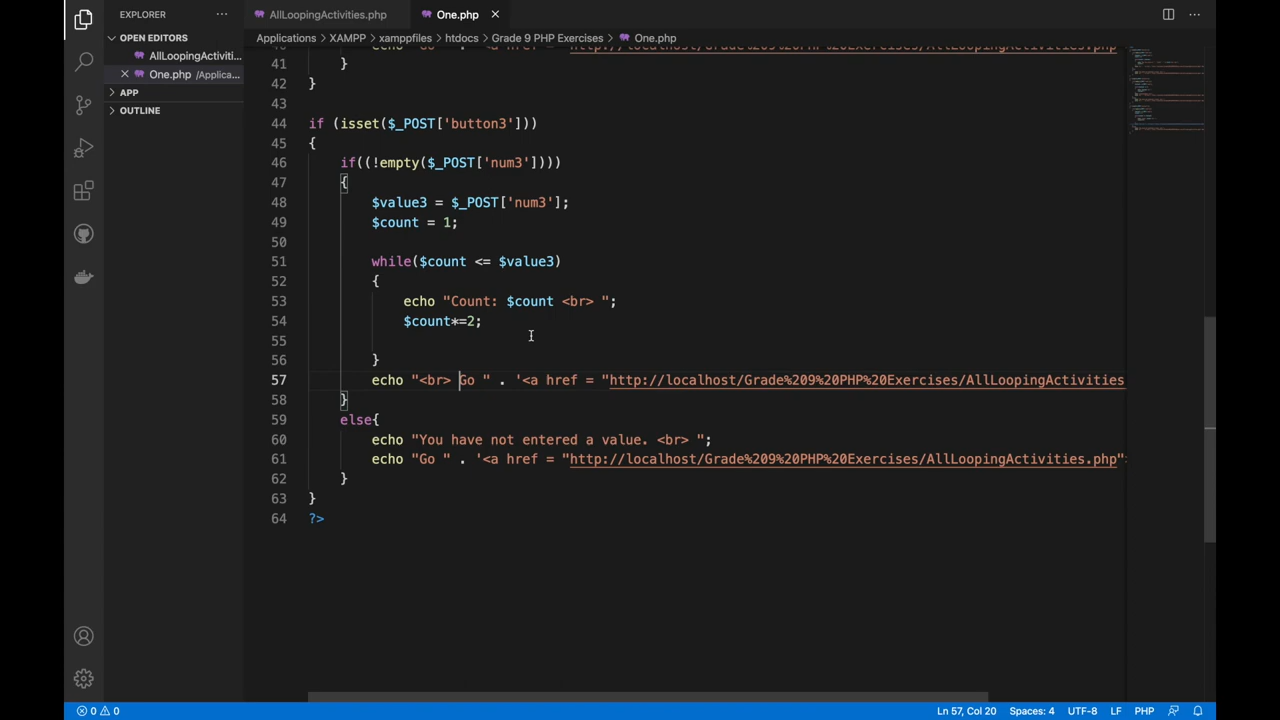 EXPLORER ...
AllLoopingActivities.php
One.php
OPEN EDITORS
AllLoopingActiviti...
One.php /Applica...
APP
OUTLINE
Applications > XAMPP > xamppfiles > htdocs > Grade 9 PHP Exercises > One.php
41 }
42 }
43
44 if (isset($_POST['button3']))
45 {
46 if((!empty($_POST['num3'])))
47 {
48 $value3 = $_POST['num3'];
49 $count = 1;
50
51 while($count <= $value3)
52 {
53 echo "Count: $count <br> ";
54 $count*=2;
55
56 }
57 echo "<br> Go " . '<a href = "http://localhost/Grade%209%20PHP%20Exercises/AllLoopingActivities
58 }
59 else{
60 echo "You have not entered a value. <br> ";
61 echo "Go " . '<a href = "http://localhost/Grade%209%20PHP%20Exercises/AllLoopingActivities.php"
62 }
63 }
64 ?>
0 0
Ln 57, Col 20 Spaces: 4 UTF-8 LF PHP